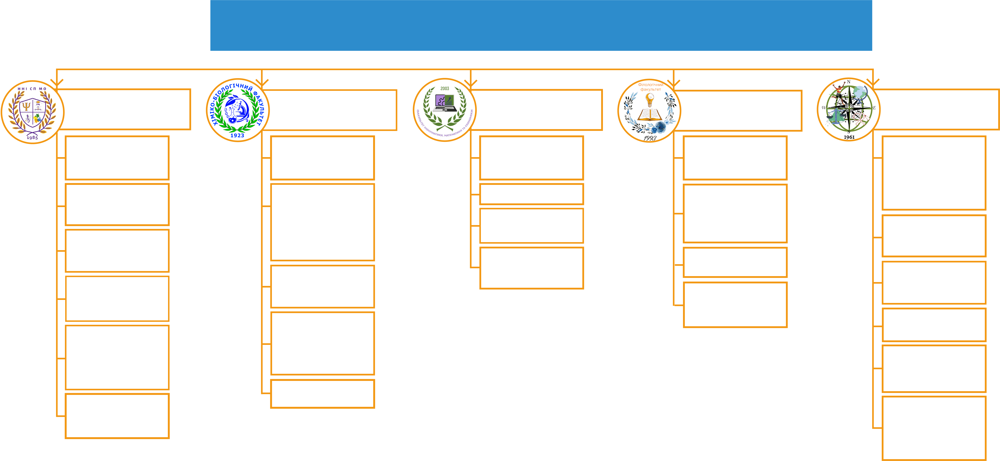 ННІ СП МО
1985
ХІМІКО-БІОЛОГІЧНИЙ ФАКУЛЬТЕТ
1923
2003
ФАКУЛЬТЕТ ІНФОРМАТИКИ, МАТЕМАТИКИ ТА ЕКОНОМІКИ
Філологічний
факультет
1993
N
W
E
S
1961